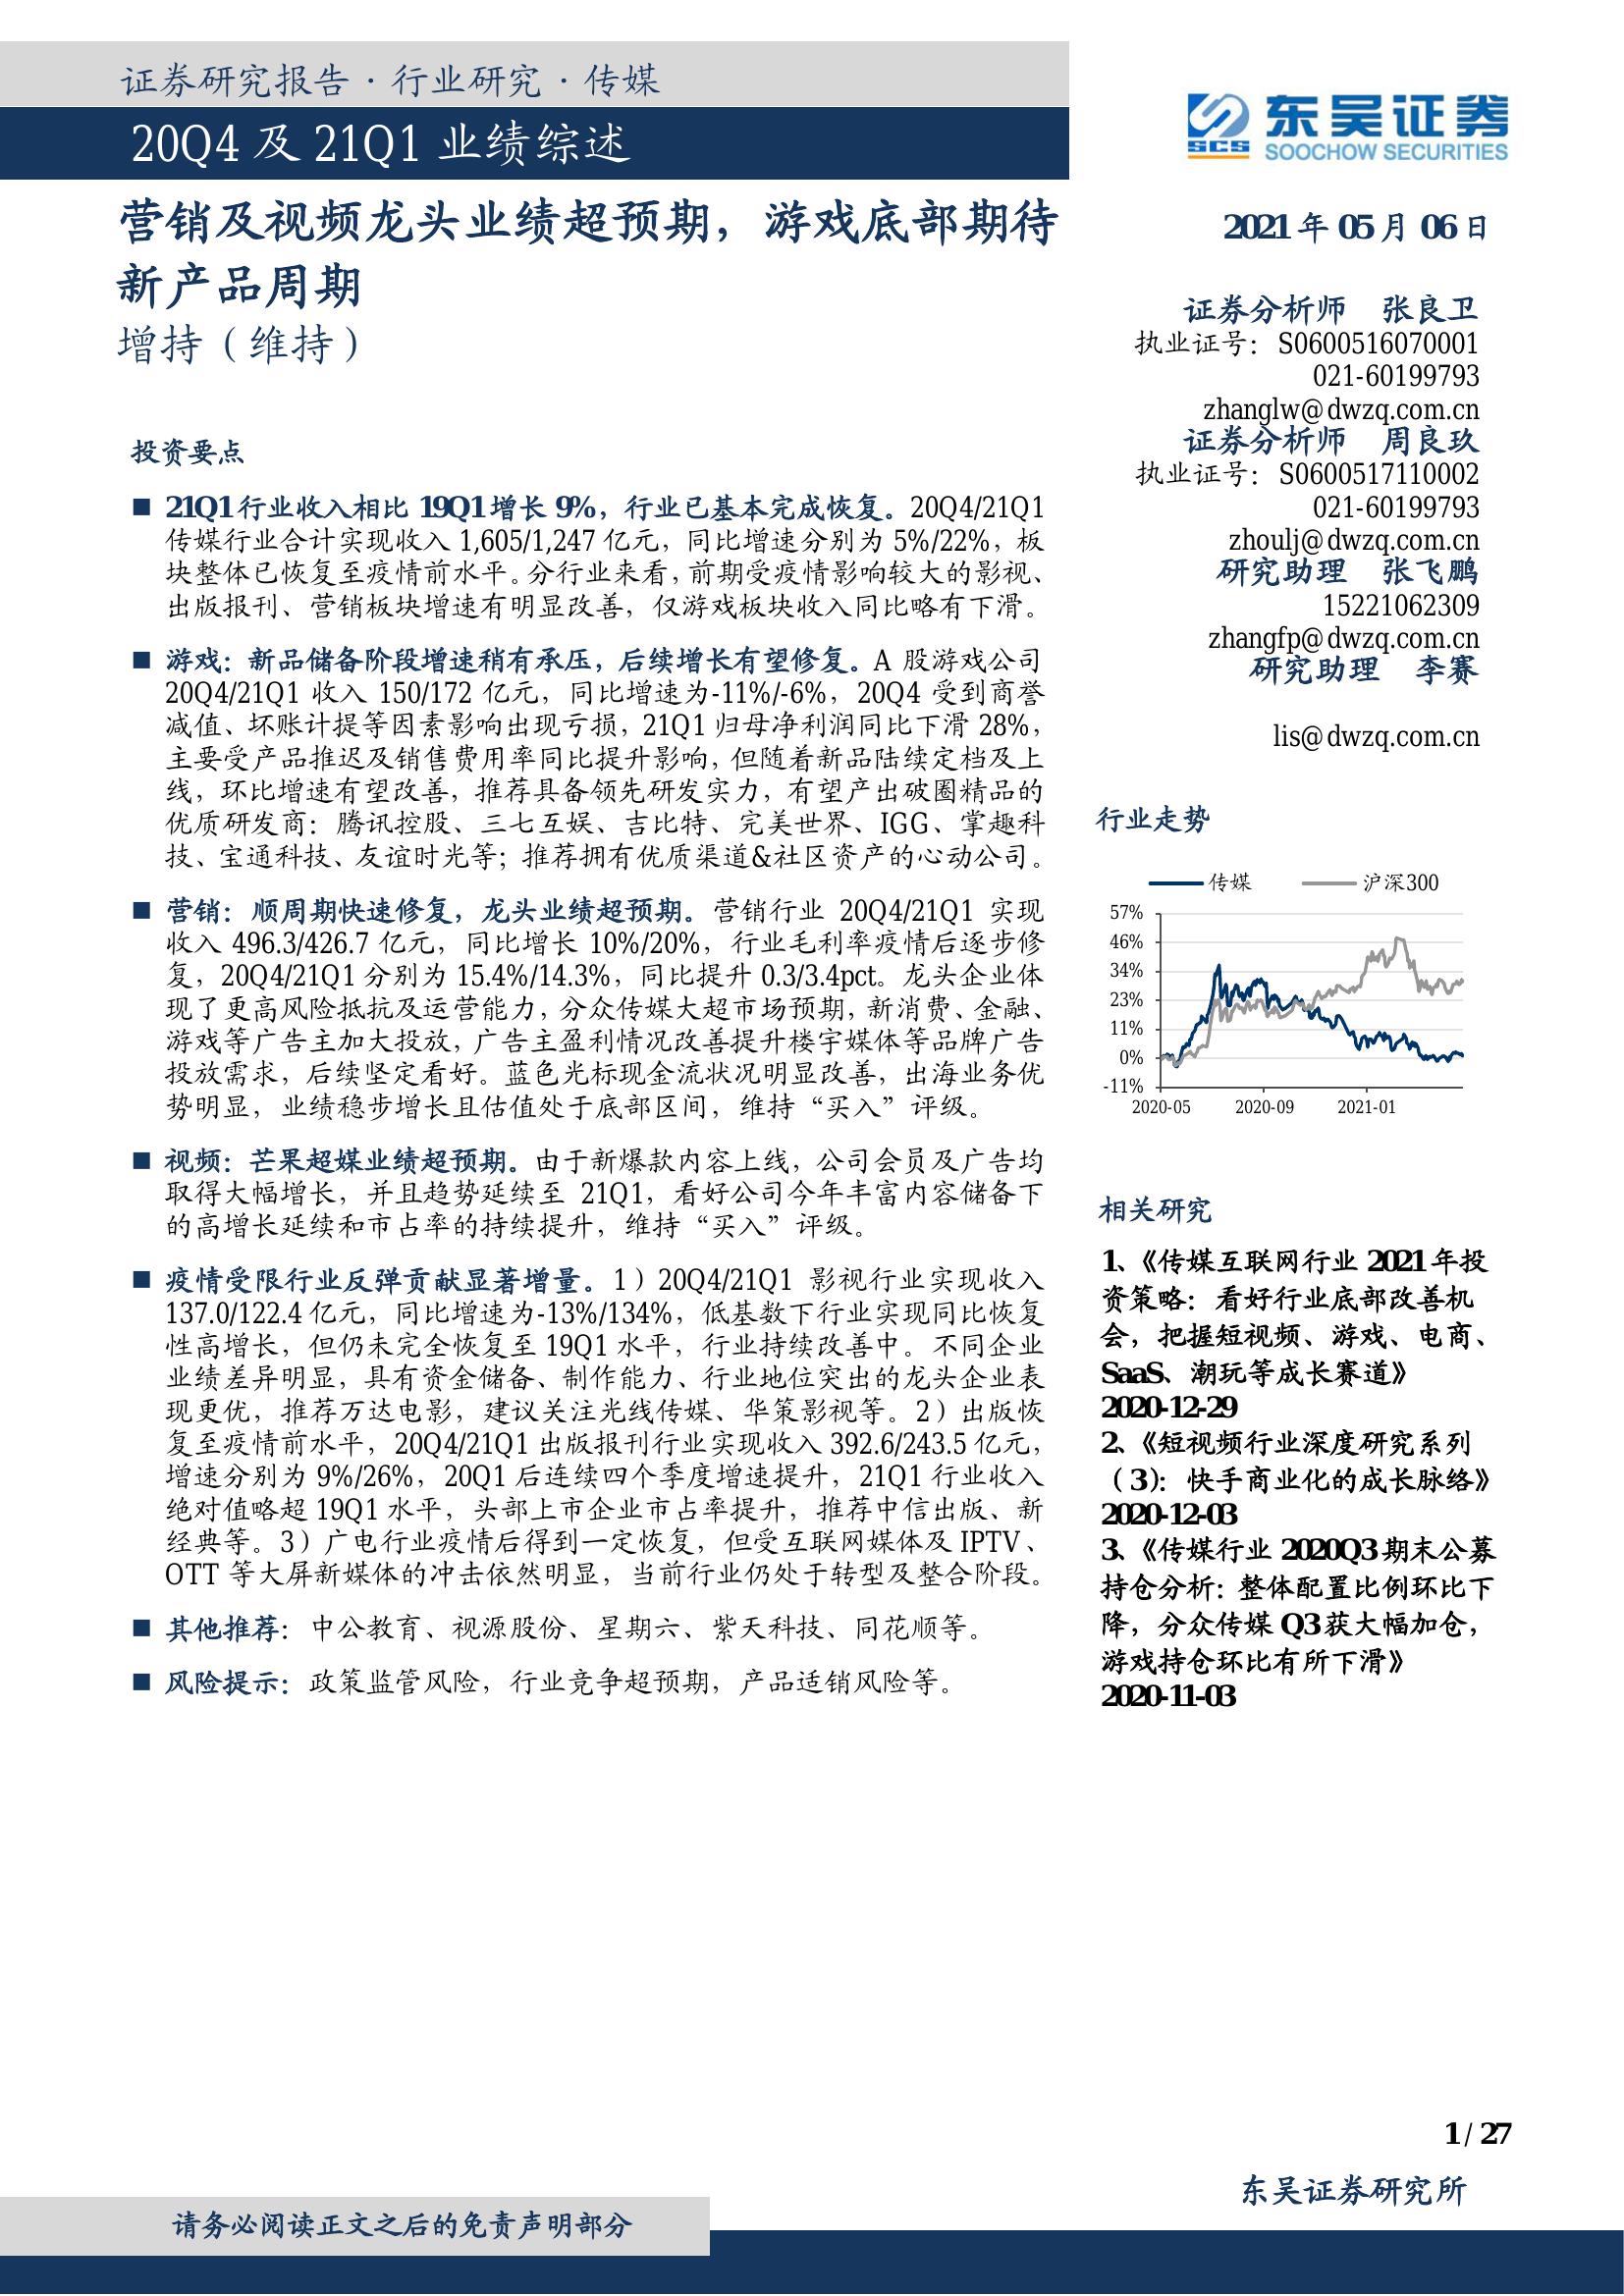 证券研究报告 · 行业研究 · 传媒
20Q4 及 21Q1 业绩综述
SCS 东吴证券
SOOCHOW SECURITIES
营销及视频龙头业绩超预期，游戏底部期待
新产品周期
增持（维持）
投资要点
■ 21Q1 行业收入相比 19Q1 增长 9%，行业已基本完成恢复。20Q4/21Q1
传媒行业合计实现收入 1,605/1,247 亿元，同比增速分别为 5%/22%，板
块整体已恢复至疫情前水平。分行业来看，前期受疫情影响较大的影视、
出版报刊、营销板块增速有明显改善，仅游戏板块收入同比略有下滑。
■ 游戏：新品储备阶段增速稍有承压，后续增长有望修复。A 股游戏公司
20Q4/21Q1 收入 150/172 亿元，同比增速为-11%/-6%，20Q4 受到商誉
减值、坏账计提等因素影响出现亏损，21Q1 归母净利润同比下滑 28%，
主要受产品推迟及销售费用率同比提升影响，但随着新品陆续定档及上
线，环比增速有望改善，推荐具备领先研发实力，有望产出破圈精品的
优质研发商：腾讯控股、三七互娱、吉比特、完美世界、IGG、掌趣科
技、宝通科技、友谊时光等；推荐拥有优质渠道&社区资产的心动公司。
■ 营销：顺周期快速修复，龙头业绩超预期。营销行业 20Q4/21Q1 实现
收入 496.3/426.7 亿元，同比增长 10%/20%，行业毛利率疫情后逐步修
复，20Q4/21Q1 分别为 15.4%/14.3%，同比提升 0.3/3.4pct。龙头企业体
现了更高风险抵抗及运营能力，分众传媒大超市场预期，新消费、金融、
游戏等广告主加大投放，广告主盈利情况改善提升楼宇媒体等品牌广告
投放需求，后续坚定看好。蓝色光标现金流状况明显改善，出海业务优
势明显，业绩稳步增长且估值处于底部区间，维持“买入”评级。
■ 视频：芒果超媒业绩超预期。由于新爆款内容上线，公司会员及广告均
取得大幅增长，并且趋势延续至 21Q1，看好公司今年丰富内容储备下
的高增长延续和市占率的持续提升，维持“买入”评级。
■ 疫情受限行业反弹贡献显著增量。1）20Q4/21Q1 影视行业实现收入
137.0/122.4 亿元，同比增速为-13%/134%，低基数下行业实现同比恢复
性高增长，但仍未完全恢复至 19Q1 水平，行业持续改善中。不同企业
业绩差异明显，具有资金储备、制作能力、行业地位突出的龙头企业表
现更优，推荐万达电影，建议关注光线传媒、华策影视等。2）出版恢
复至疫情前水平，20Q4/21Q1 出版报刊行业实现收入 392.6/243.5 亿元，
增速分别为 9%/26%，20Q1 后连续四个季度增速提升，21Q1 行业收入
绝对值略超 19Q1 水平，头部上市企业市占率提升，推荐中信出版、新
经典等。3）广电行业疫情后得到一定恢复，但受互联网媒体及 IPTV、
OTT 等大屏新媒体的冲击依然明显，当前行业仍处于转型及整合阶段。
■ 其他推荐：中公教育、视源股份、星期六、紫天科技、同花顺等。
■ 风险提示：政策监管风险，行业竞争超预期，产品适销风险等。
2021 年 05 月 06 日
证券分析师 张良卫
执业证号：S0600516070001
021-60199793
zhanglw@dwzq.com.cn
证券分析师 周良玖
执业证号：S0600517110002
021-60199793
zhoulj@dwzq.com.cn
研究助理 张飞鹏
15221062309
zhangfp@dwzq.com.cn
研究助理 李赛
lis@dwzq.com.cn
行业走势
传媒 沪深300
57%
46%
34%
23%
11%
0%
-11%
2020-05 2020-09 2021-01
相关研究
1、《传媒互联网行业 2021 年投
资策略：看好行业底部改善机
会，把握短视频、游戏、电商、
SaaS、潮玩等成长赛道》
2020-12-29
2、《短视频行业深度研究系列
（3）：快手商业化的成长脉络》
2020-12-03
3、《传媒行业 2020Q3 期末公募
持仓分析：整体配置比例环比下
降，分众传媒 Q3 获大幅加仓，
游戏持仓环比有所下滑》
2020-11-03
1 / 27
东吴证券研究所
请务必阅读正文之后的免责声明部分